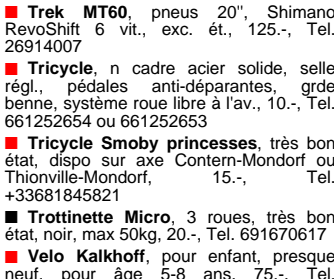 ■ Trek MT60, pneus 20", Shimano
RevoShift 6 vit., exc. ét., 125.-, Tel.
26914007
■ Tricycle, n cadre acier solide, selle
régl., pédales anti-déparantes, grde
benne, système roue libre à l'av., 10.-, Tel.
661252654 ou 661252653
■ Tricycle Smoby princesses, très bon
état, dispo sur axe Contern-Mondorf ou
Thionville-Mondorf, 15.-, Tel.
+33681845821
■ Trottinette Micro, 3 roues, très bon
état, noir, max 50kg, 20.-, Tel. 691670617
■ Velo Kalkhoff, pour enfant, presque
neuf, pour âge 5-8 ans, 75.-, Tel.